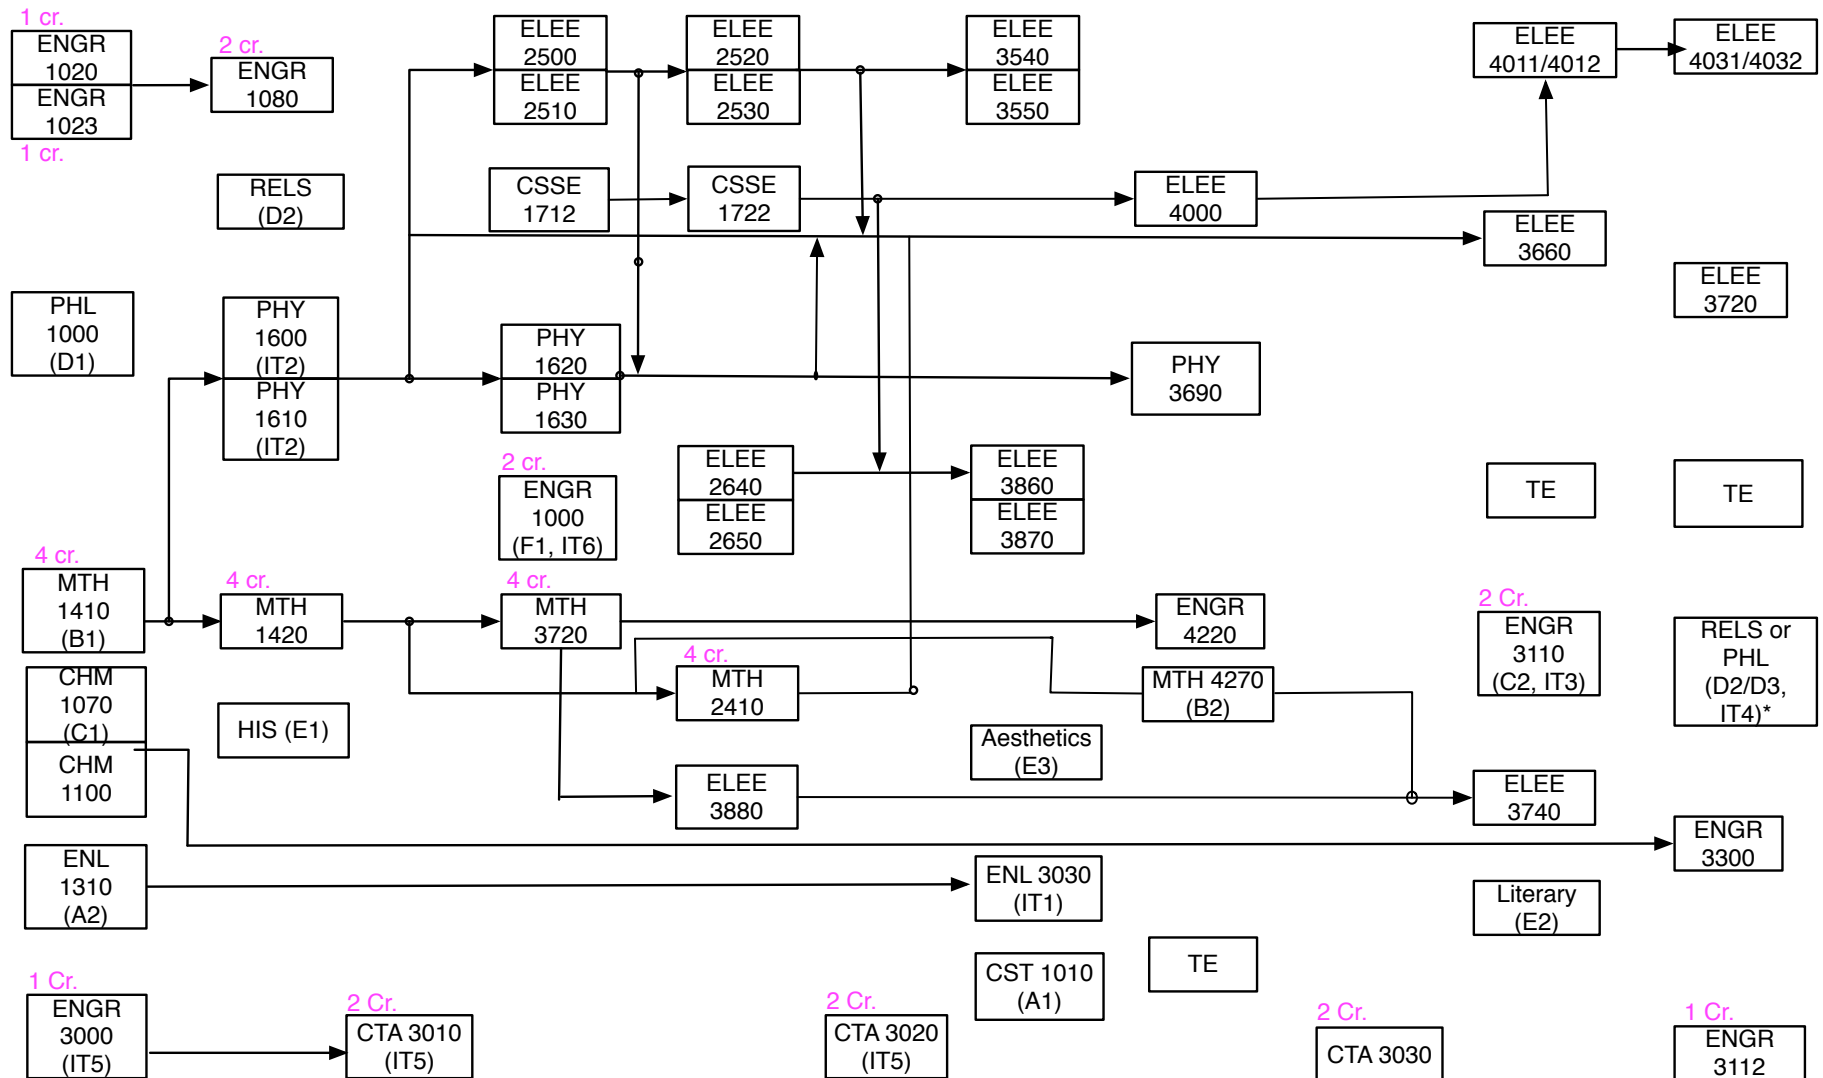 1 cr.
ENGR
1020
ENGR
1023
1 cr.
2 cr.
ENGR
1080
ELEE
2500
ELEE
2510
ELEE
2520
ELEE
2530
ELEE
3540
ELEE
3550
ELEE
4011/4012
ELEE
4031/4032
RELS
(D2)
CSSE
1712
CSSE
1722
ELEE
4000
ELEE
3660
ELEE
3720
PHL
1000
(D1)
PHY
1600
(IT2)
PHY
1610
(IT2)
PHY
1620
PHY
1630
PHY
3690
2 cr.
ENGR
1000
(F1, IT6)
ELEE
2640
ELEE
2650
ELEE
3860
ELEE
3870
TE
TE
4 cr.
MTH
1410
(B1)
4 cr.
MTH
1420
4 cr.
MTH
3720
ENGR
4220
2 Cr.
ENGR
3110
(C2, IT3)
RELS or
PHL
(D2/D3,
IT4)*
CHM
1070
(C1)
CHM
1100
HIS (E1)
4 cr.
MTH
2410
MTH 4270
(B2)
Aesthetics
(E3)
ELEE
3880
ELEE
3740
ENGR
3300
ENL
1310
(A2)
ENL 3030
(IT1)
Literary
(E2)
CST 1010
(A1)
TE
1 Cr.
ENGR
3000
(IT5)
2 Cr.
CTA 3010
(IT5)
2 Cr.
CTA 3020
(IT5)
2 Cr.
CTA 3030
1 Cr.
ENGR
3112